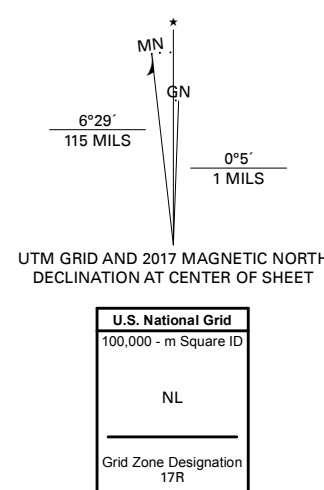 ★
MN
GN
6°29´
115 MILS
0°5´
1 MILS
UTM GRID AND 2017 MAGNETIC NORTH
DECLINATION AT CENTER OF SHEET
U.S. National Grid
100,000 - m Square ID
NL
Grid Zone Designation
17R